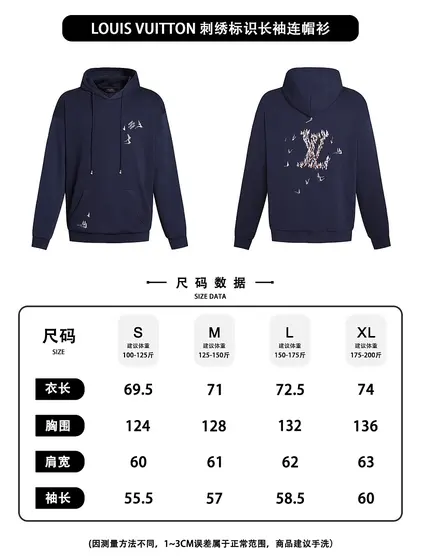 LOUIS VUITTON 刺绣标识长袖连帽衫
尺码数据
SIZE DATA
尺码 S M L XL
SIZE 建议体重 建议体重 建议体重 建议体重
100-125斤 125-150斤 150-175斤 175-200斤
衣长 69.5 71 72.5 74
胸围 124 128 132 136
肩宽 60 61 62 63
袖长 55.5 57 58.5 60
(因测量方法不同，1~3CM误差属于正常范围，商品建议手洗)